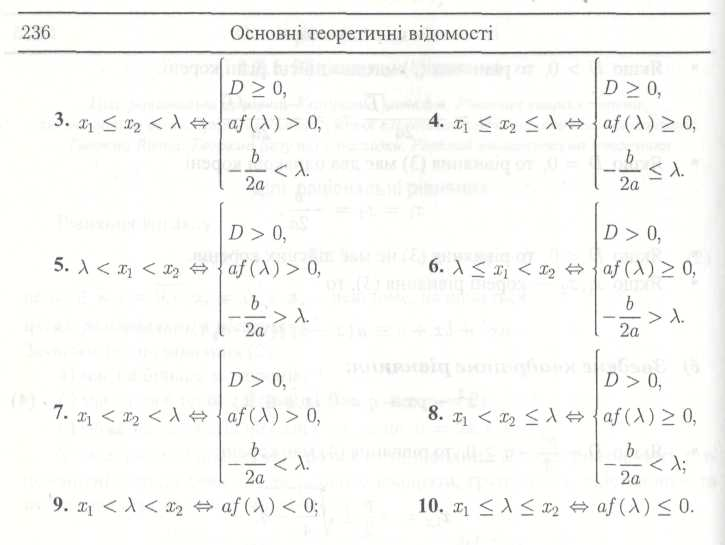 236 Основні теоретичні відомості
3. x₁ ≤ x₂ < λ ⇔ { D ≥ 0, af(λ) > 0, −b/2a < λ.
4. x₁ ≤ x₂ ≤ λ ⇔ { D ≥ 0, af(λ) ≥ 0, −b/2a ≤ λ.
5. λ < x₁ < x₂ ⇔ { D > 0, af(λ) > 0, −b/2a > λ.
6. λ ≤ x₁ < x₂ ⇔ { D > 0, af(λ) ≥ 0, −b/2a > λ.
7. x₁ < x₂ < λ ⇔ { D > 0, af(λ) > 0, −b/2a < λ.
8. x₁ < x₂ ≤ λ ⇔ { D > 0, af(λ) ≥ 0, −b/2a < λ;
9. x₁ < λ < x₂ ⇔ af(λ) < 0;
10. x₁ ≤ λ ≤ x₂ ⇔ af(λ) ≤ 0.